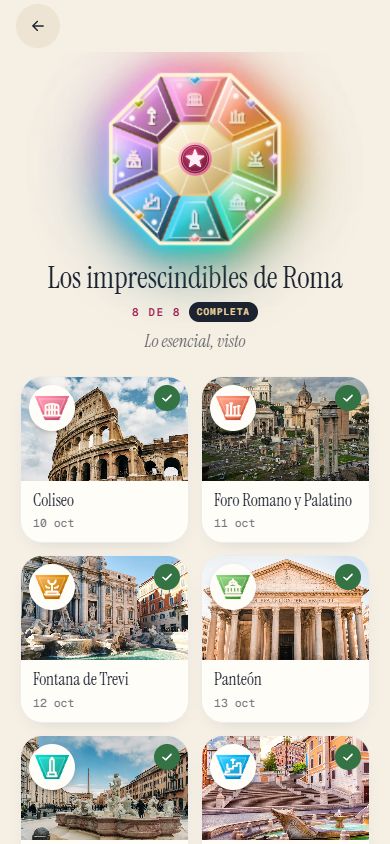 Los imprescindibles de Roma
8 DE 8 COMPLETA
Lo esencial, visto
Coliseo
10 oct
Foro Romano y Palatino
11 oct
Fontana de Trevi
12 oct
Panteón
13 oct